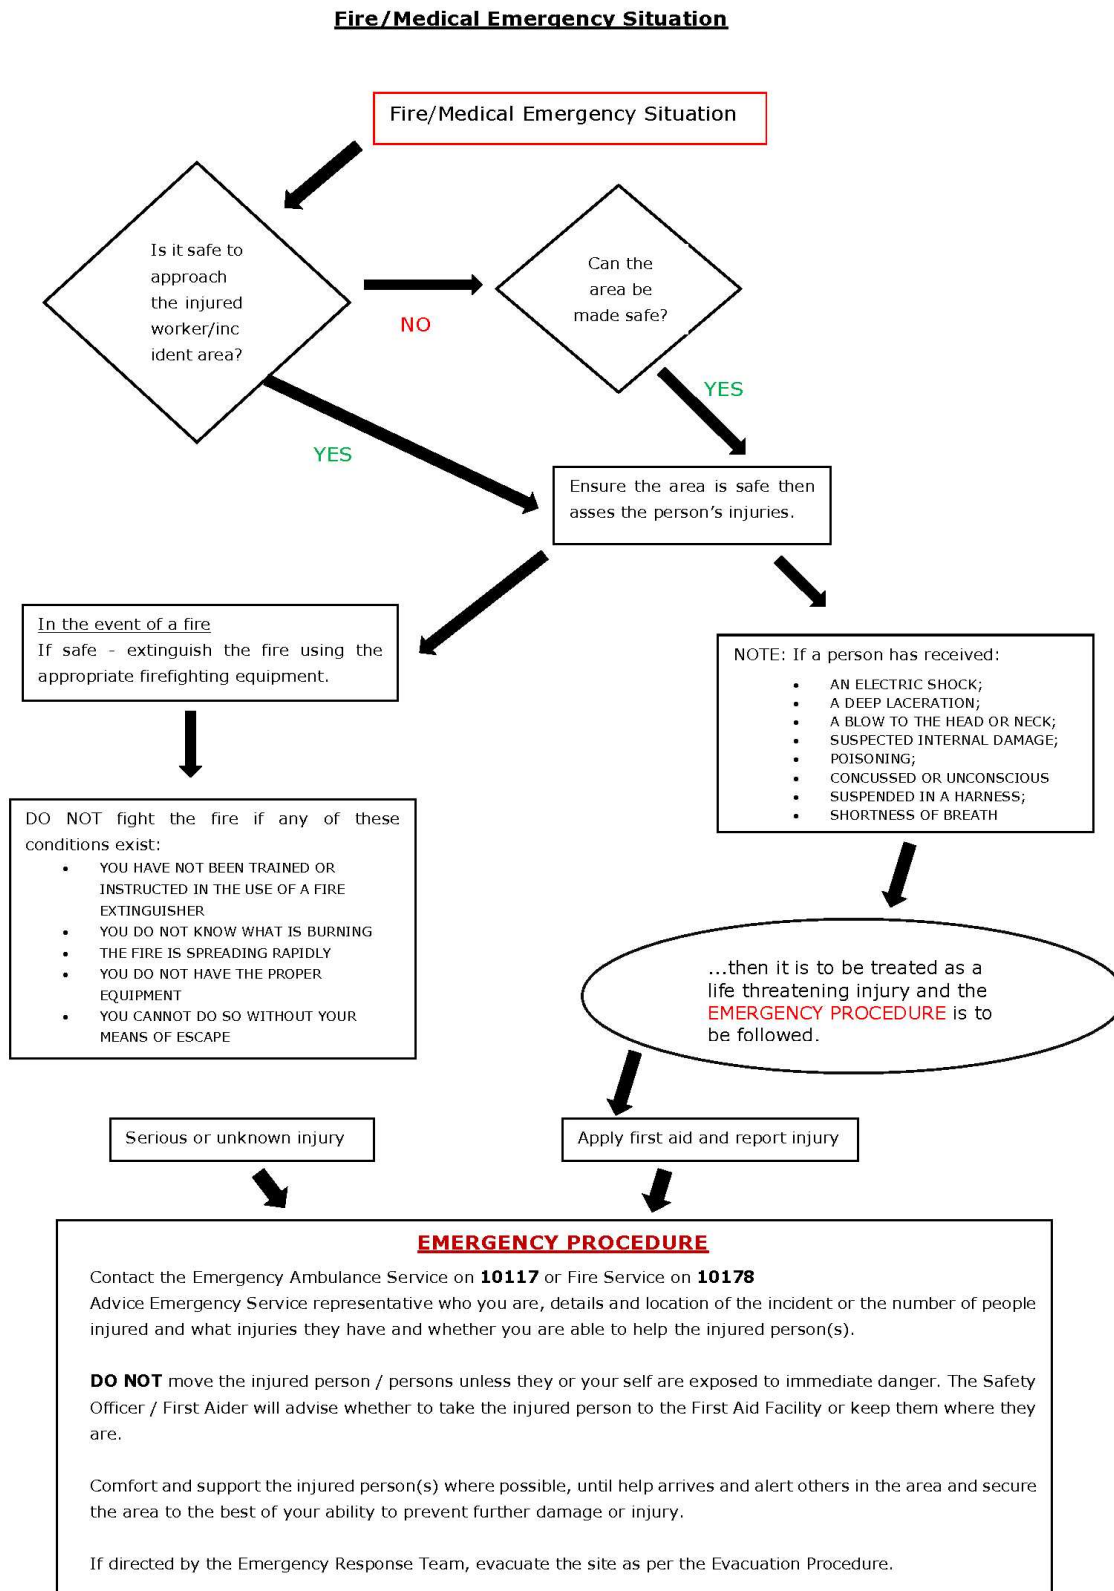 Fire/Medical Emergency Situation
Fire/Medical Emergency Situation
Is it safe to
approach
the injured
worker/inc
ident area?
NO
Can the
area be
made safe?
YES
YES
Ensure the area is safe then
asses the person's injuries.
In the event of a fire
If safe - extinguish the fire using the
appropriate firefighting equipment.
NOTE: If a person has received:
• AN ELECTRIC SHOCK;
• A DEEP LACERATION;
• A BLOW TO THE HEAD OR NECK;
• SUSPECTED INTERNAL DAMAGE;
• POISONING;
• CONCUSSED OR UNCONSCIOUS
• SUSPENDED IN A HARNESS;
• SHORTNESS OF BREATH
DO NOT fight the fire if any of these
conditions exist:
• YOU HAVE NOT BEEN TRAINED OR
INSTRUCTED IN THE USE OF A FIRE
EXTINGUISHER
• YOU DO NOT KNOW WHAT IS BURNING
• THE FIRE IS SPREADING RAPIDLY
• YOU DO NOT HAVE THE PROPER
EQUIPMENT
• YOU CANNOT DO SO WITHOUT YOUR
MEANS OF ESCAPE
...then it is to be treated as a
life threatening injury and the
EMERGENCY PROCEDURE is to
be followed.
Serious or unknown injury
Apply first aid and report injury
EMERGENCY PROCEDURE
Contact the Emergency Ambulance Service on 10117 or Fire Service on 10178
Advice Emergency Service representative who you are, details and location of the incident or the number of people
injured and what injuries they have and whether you are able to help the injured person(s).
DO NOT move the injured person / persons unless they or your self are exposed to immediate danger. The Safety
Officer / First Aider will advise whether to take the injured person to the First Aid Facility or keep them where they
are.
Comfort and support the injured person(s) where possible, until help arrives and alert others in the area and secure
the area to the best of your ability to prevent further damage or injury.
If directed by the Emergency Response Team, evacuate the site as per the Evacuation Procedure.